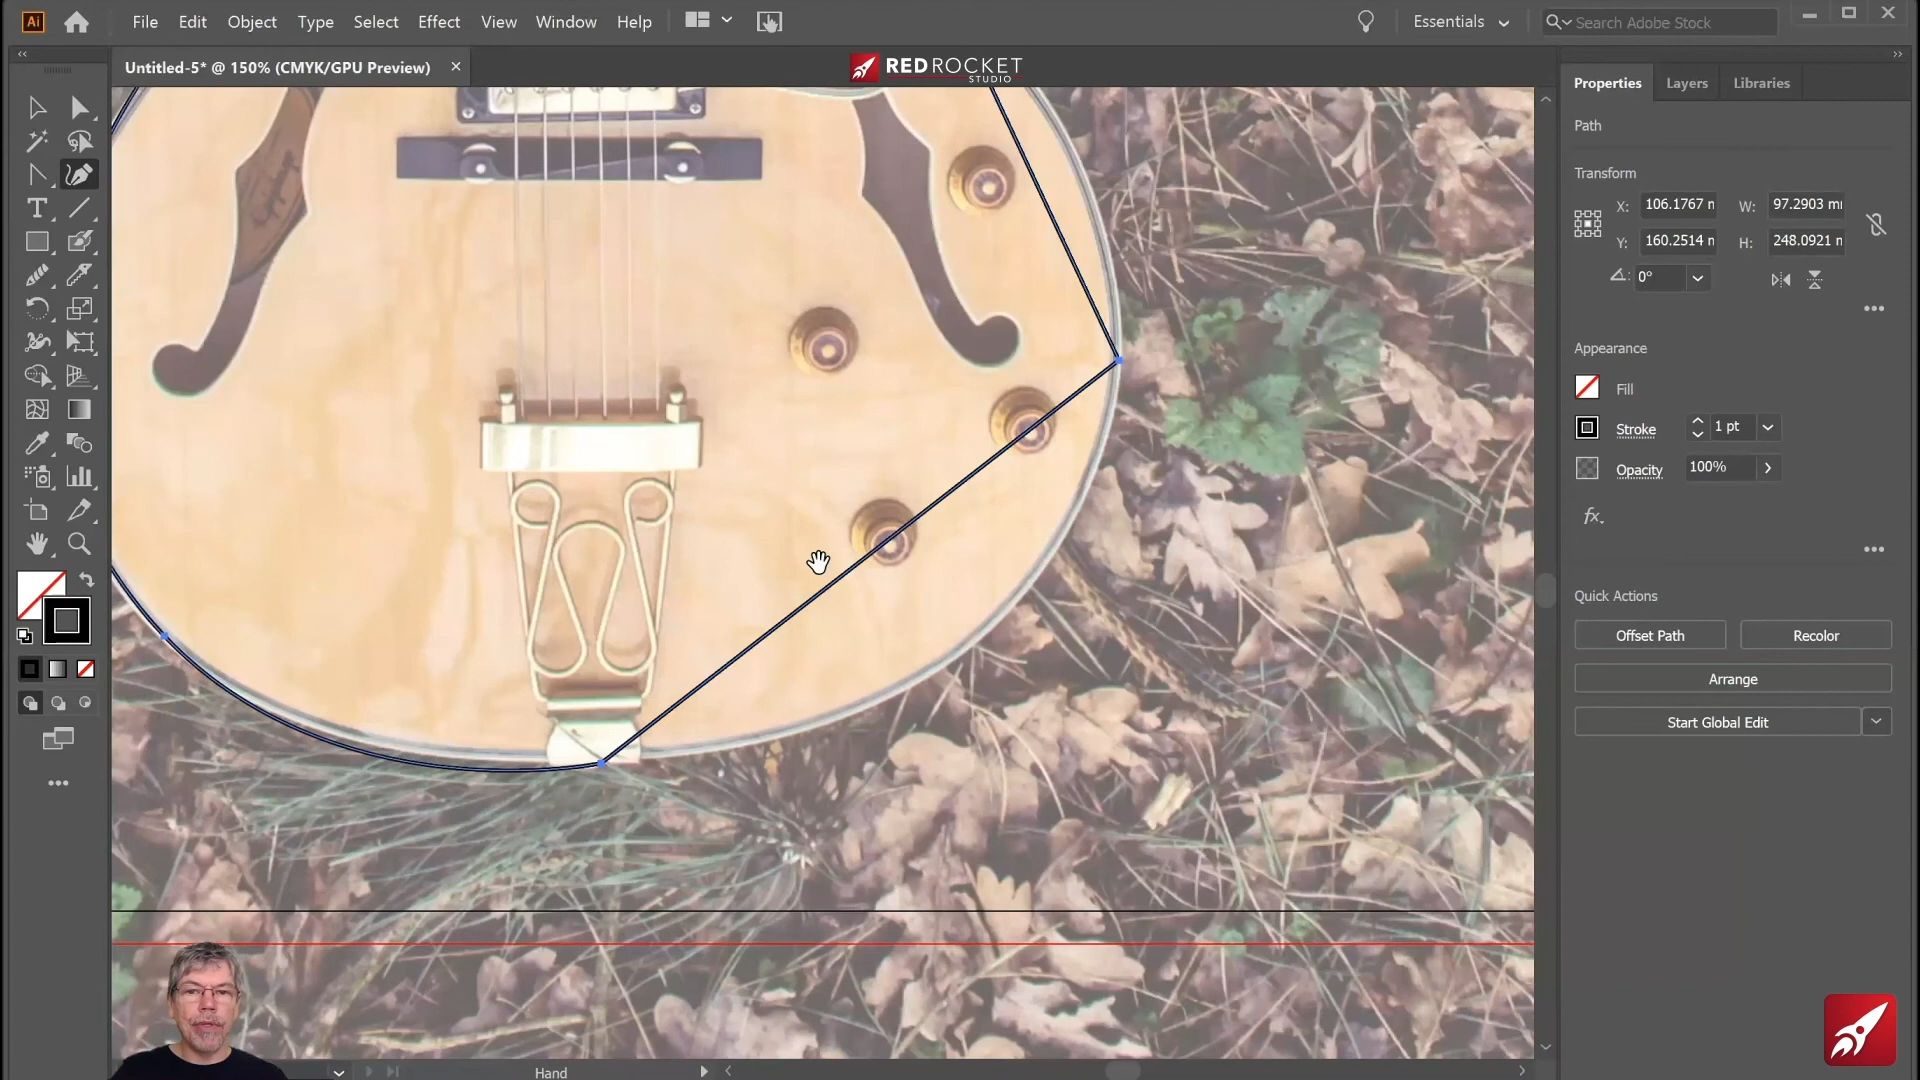 Ai File Edit Object Type Select Effect View Window Help Essentials Search Adobe Stock
Untitled-5* @ 150% (CMYK/GPU Preview) ×
REDROCKET
STUDIO
Properties Layers Libraries
Path
Transform
X: 106.1767 W: 97.2903
Y: 160.2514 H: 248.0921
0°
Appearance
Fill
Stroke 1 pt
Opacity 100%
fx.
Quick Actions
Offset Path Recolor
Arrange
Start Global Edit
Hand